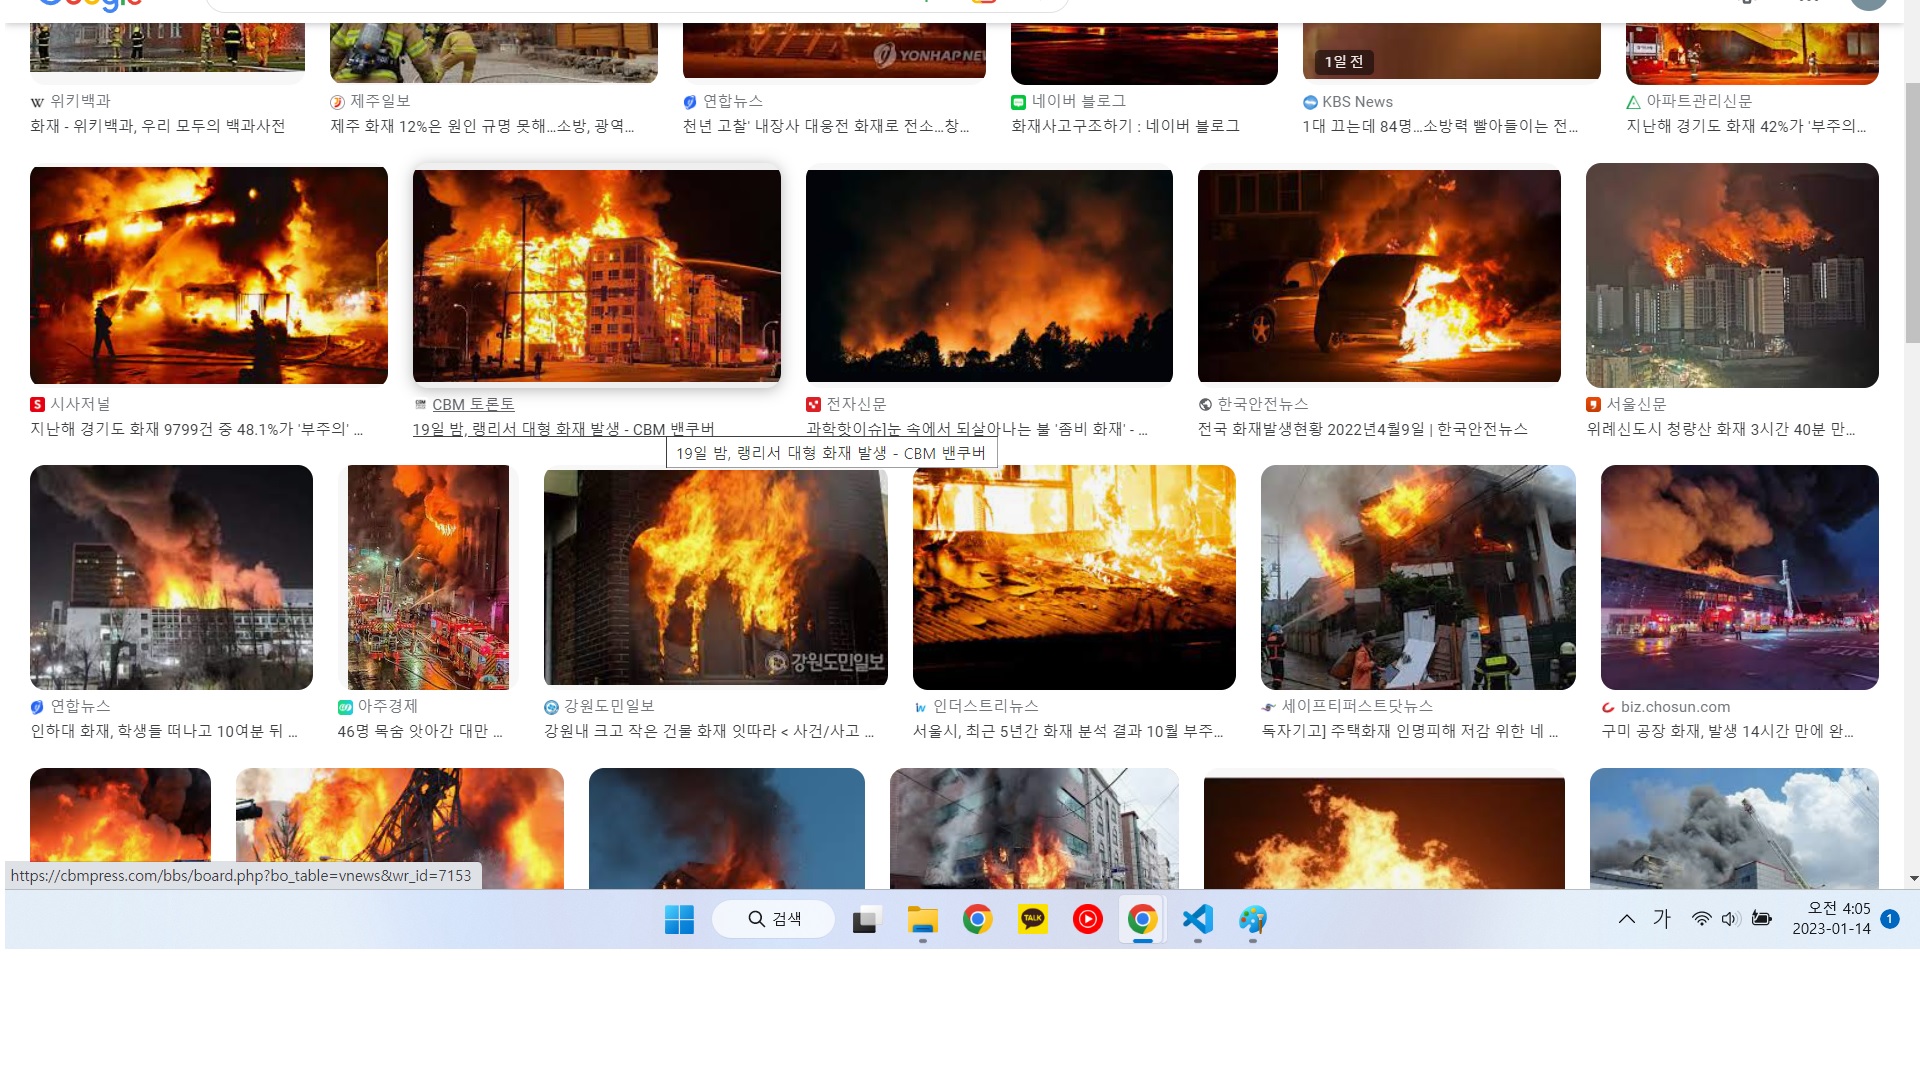 YONHAP NEW
1일 전
위키백과
화재 - 위키백과, 우리 모두의 백과사전
제주일보
제주 화재 12%은 원인 규명 못해...소방, 광역...
연합뉴스
천년 고찰' 내장사 대웅전 화재로 전소...창...
네이버 블로그
화재사고구조하기 : 네이버 블로그
KBS News
1대 끄는데 84명...소방력 빨아들이는 전...
아파트관리신문
지난해 경기도 화재 42%가 '부주의...
시사저널
지난해 경기도 화재 9799건 중 48.1%가 '부주의' ...
CBM 토론토
19일 밤, 랭리서 대형 화재 발생 - CBM 밴쿠버
전자신문
과학핫이슈]눈 속에서 되살아나는 불 '좀비 화재' - ...
한국안전뉴스
전국 화재발생현황 2022년4월9일 | 한국안전뉴스
서울신문
위례신도시 청량산 화재 3시간 40분 만...
19일 밤, 랭리서 대형 화재 발생 - CBM 밴쿠버
강원도민일보
연합뉴스
인하대 화재, 학생들 떠나고 10여분 뒤 ...
아주경제
46명 목숨 앗아간 대만 ...
강원도민일보
강원내 크고 작은 건물 화재 잇따라 < 사건/사고 ...
인더스트리뉴스
서울시, 최근 5년간 화재 분석 결과 10월 부주...
세이프티퍼스트닷뉴스
독자기고] 주택화재 인명피해 저감 위한 네 ...
biz.chosun.com
구미 공장 화재, 발생 14시간 만에 완...
https://cbmpress.com/bbs/board.php?bo_table=vnews&wr_id=7153
검색
TALK
가
오전 4:05
2023-01-14
1